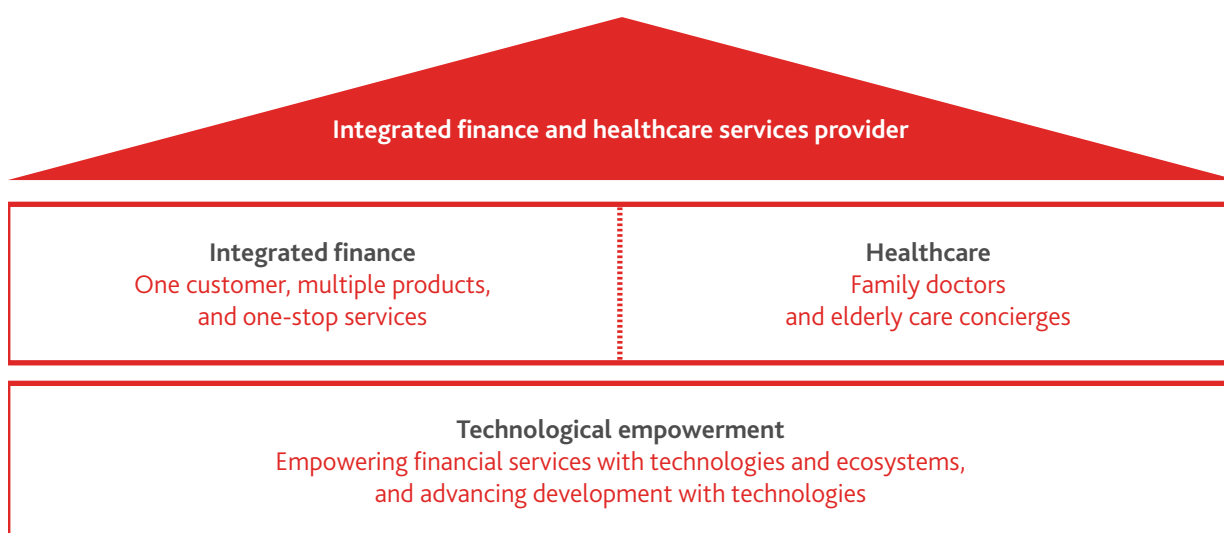 Integrated finance and healthcare services provider
Integrated finance
One customer, multiple products,
and one-stop services
Healthcare
Family doctors
and elderly care concierges
Technological empowerment
Empowering financial services with technologies and ecosystems,
and advancing development with technologies